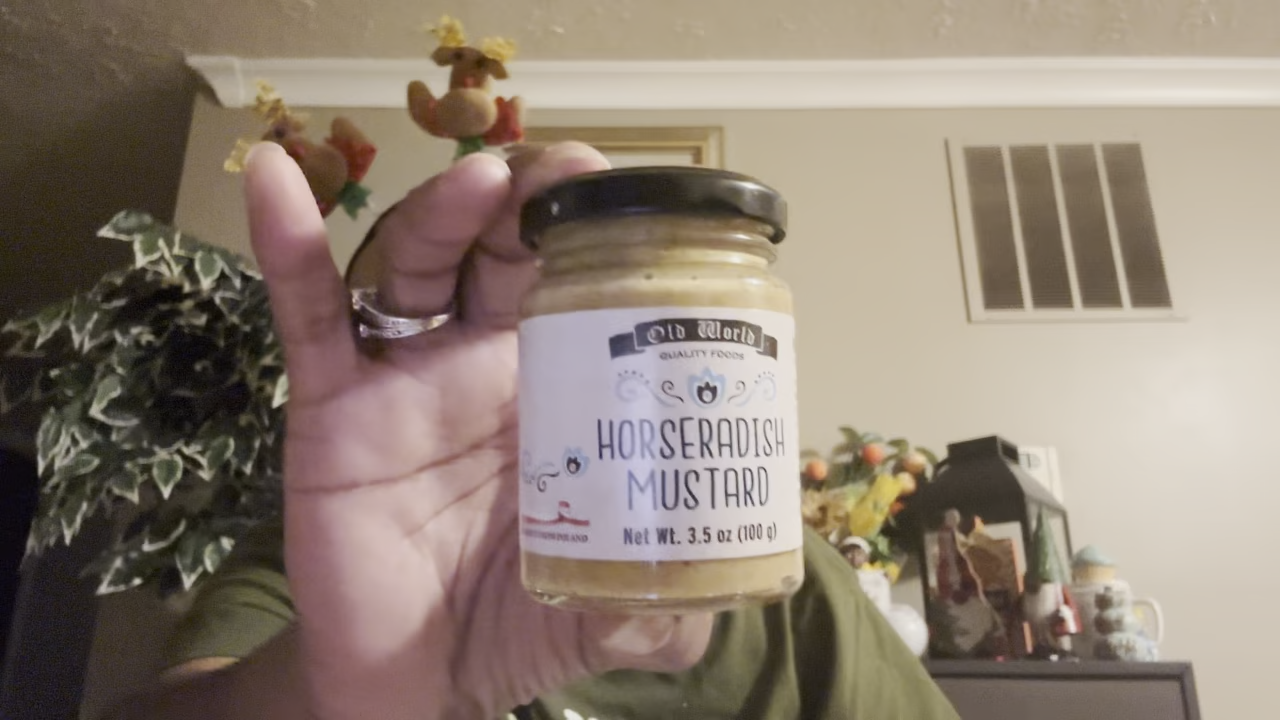 Old World
QUALITY FOODS
HORSERADISH
MUSTARD
Net Wt. 3.5 oz (100 g)